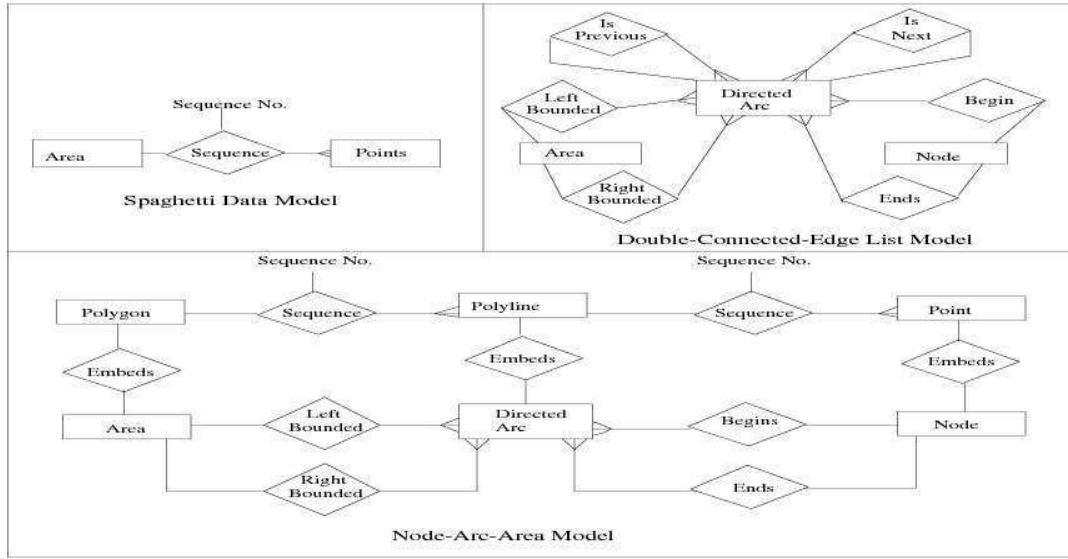 Sequence No.
Area
Sequence
Points
Spaghetti Data Model
Is
Previous
Is
Next
Left
Bounded
Directed
Arc
Begin
Area
Node
Right
Bounded
Ends
Double-Connected-Edge List Model
Sequence No.
Sequence No.
Polygon
Sequence
Polyline
Sequence
Point
Embeds
Embeds
Embeds
Area
Left
Bounded
Directed
Arc
Begins
Node
Right
Bounded
Ends
Node-Arc-Area Model